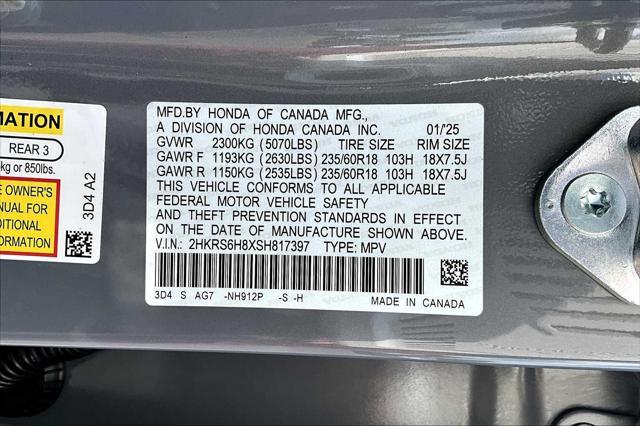 MATION
REAR 3
kg or 850lbs.
E OWNER'S
NUAL FOR
DITIONAL
ORMATION
3D4 A2
MFD.BY HONDA OF CANADA MFG.,
A DIVISION OF HONDA CANADA INC. 01/'25
GVWR 2300KG (5070LBS) TIRE SIZE RIM SIZE
GAWR F 1193KG (2630LBS) 235/60R18 103H 18X7.5J
GAWR R 1150KG (2535LBS) 235/60R18 103H 18X7.5J
THIS VEHICLE CONFORMS TO ALL APPLICABLE
FEDERAL MOTOR VEHICLE SAFETY
AND THEFT PREVENTION STANDARDS IN EFFECT
ON THE DATE OF MANUFACTURE SHOWN ABOVE.
V.I.N.: 2HKRS6H8XSH817397 TYPE: MPV
3D4 S AG7 -NH912P -S -H MADE IN CANADA